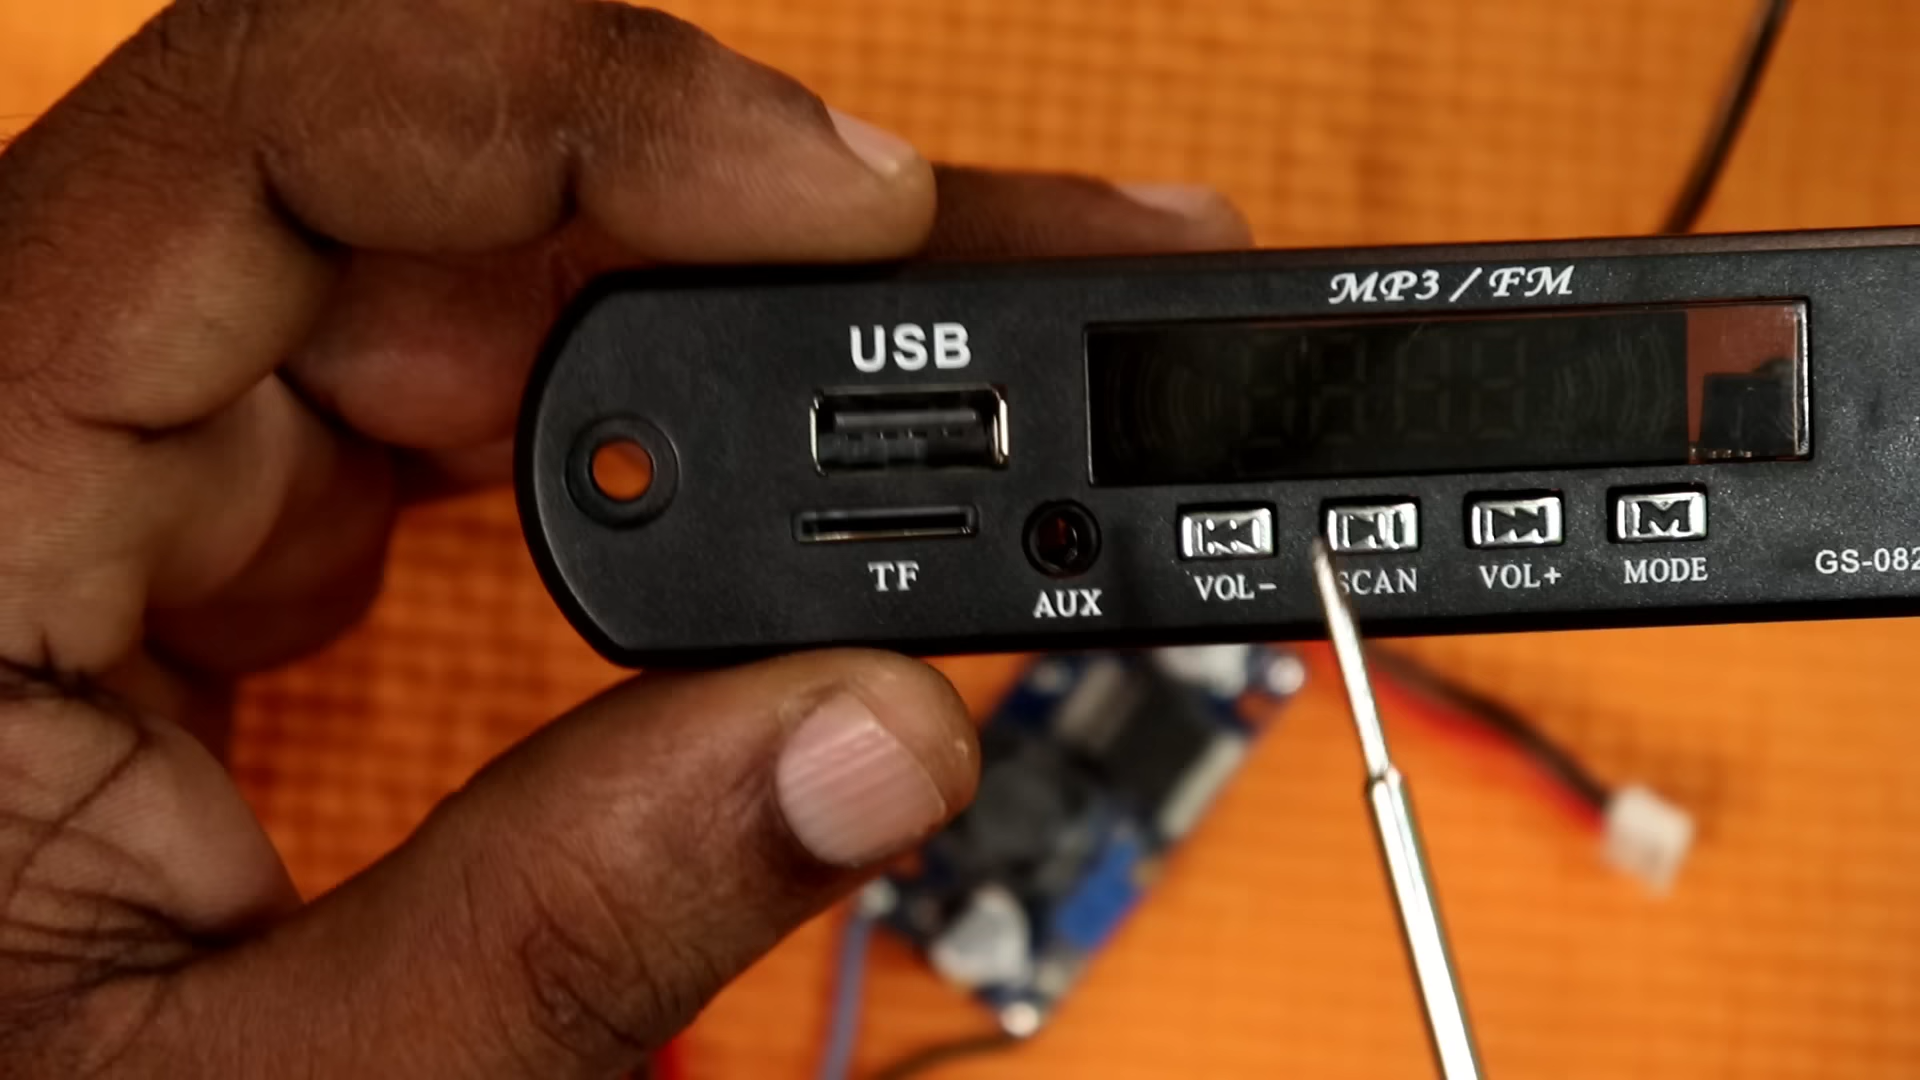 MP3 / FM
USB
TF
AUX
VOL-
SCAN
VOL+
M
MODE
GS-082